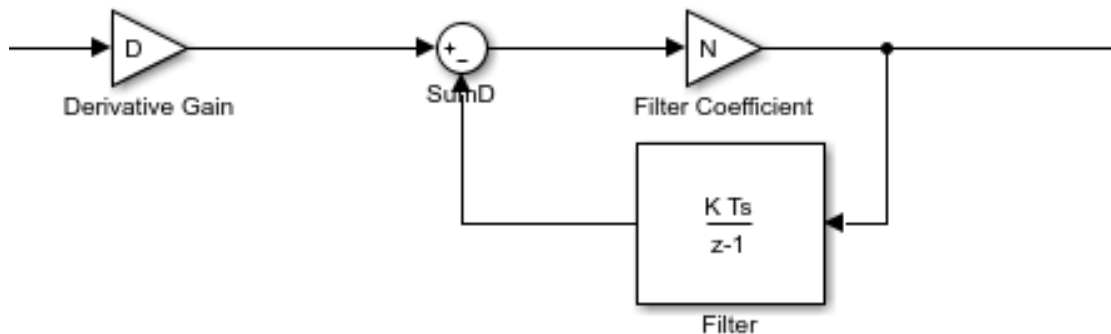 D
Derivative Gain
+
−
SumD
N
Filter Coefficient
K Ts
z-1
Filter